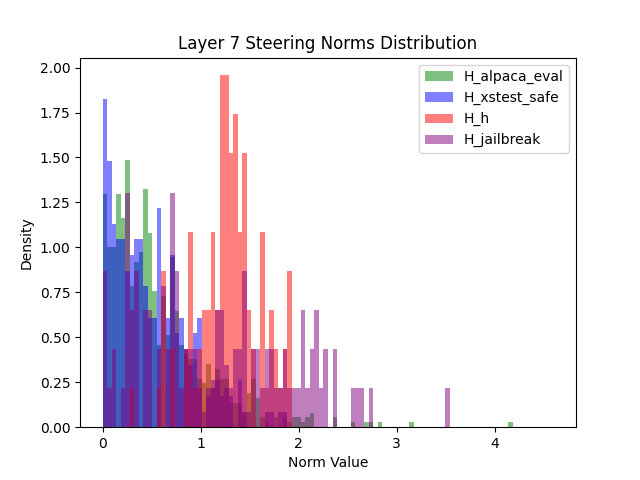 Layer 7 Steering Norms Distribution
H_alpaca_eval
H_xstest_safe
H_h
H_jailbreak
2.00
1.75
1.50
1.25
1.00
0.75
0.50
0.25
0.00
Density
0 1 2 3 4
Norm Value